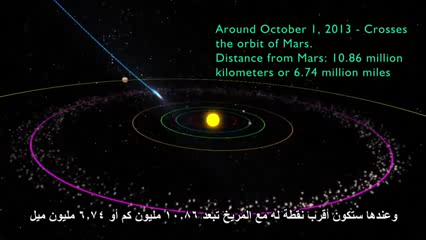 Around October 1, 2013 - Crosses
the orbit of Mars.
Distance from Mars: 10.86 million
kilometers or 6.74 million miles
وعندها ستكون أقرب نقطة له مع المريخ تبعد ١٠.٨٦ مليون كم أو ٦.٧٤ مليون ميل